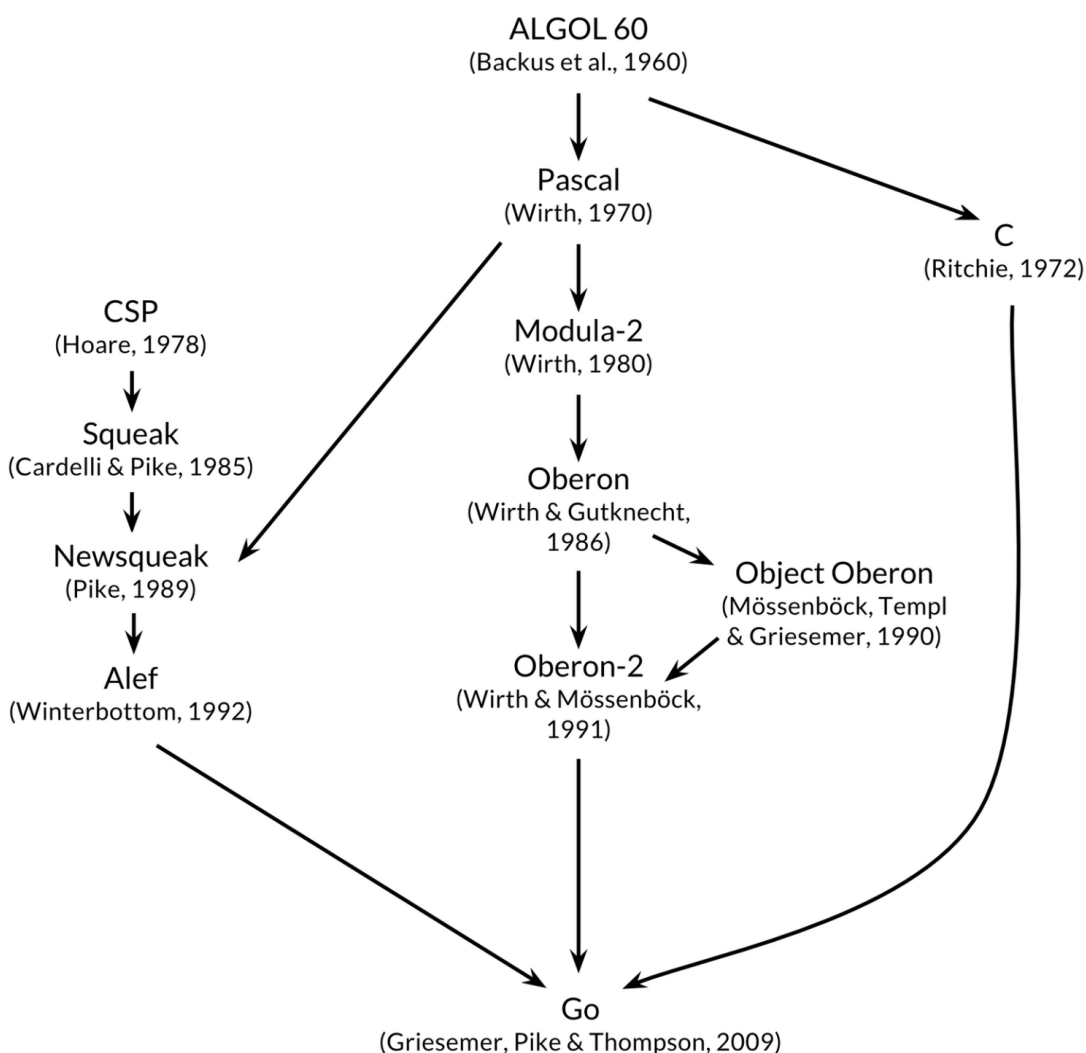 ALGOL 60
(Backus et al., 1960)
Pascal
(Wirth, 1970)
C
(Ritchie, 1972)
CSP
(Hoare, 1978)
Modula-2
(Wirth, 1980)
Squeak
(Cardelli & Pike, 1985)
Oberon
(Wirth & Gutknecht,
1986)
Newsqueak
(Pike, 1989)
Object Oberon
(Mössenböck, Templ
& Griesemer, 1990)
Oberon-2
(Wirth & Mössenböck,
1991)
Alef
(Winterbottom, 1992)
Go
(Griesemer, Pike & Thompson, 2009)